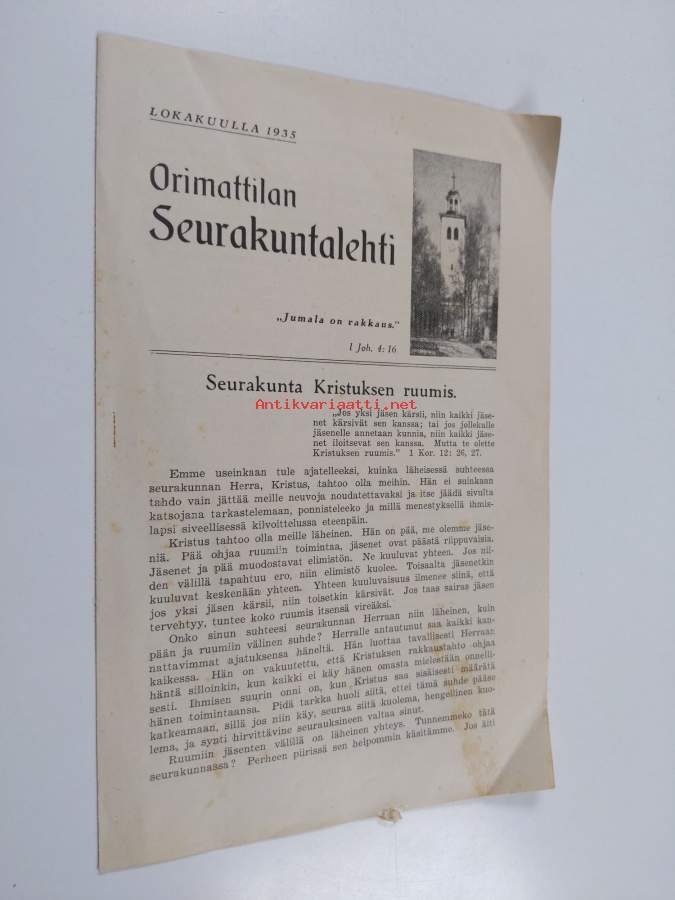 LOKAKUULLA 1935
Orimattilan
Seurakuntalehti
„Jumala on rakkaus."
1 Joh. 4:16
Seurakunta Kristuksen ruumis.
Antikvariaatti.net
„Jos yksi jäsen kärsii, niin kaikki jäse-
net kärsivät sen kanssa; tai jos jollekulle
jäsenelle annetaan kunnia, niin kaikki jäse-
net iloitsevat sen kanssa. Mutta te olette
Kristuksen ruumis." 1 Kor. 12: 26, 27.
Emme useinkaan tule ajatelleeksi, kuinka läheisessä suhteessa
seurakunnan Herra, Kristus, tahtoo olla meihin. Hän ei suinkaan
tahdo vain jättää meille neuvoja noudatettavaksi ja itse jäädä sivulta
katsojana tarkastelemaan, ponnisteleeko ja millä menestyksellä ihmis-
lapsi siveellisessä kilvoittelussa eteenpäin.
Kristus tahtoo olla meille läheinen. Hän on pää, me olemme jäse-
niä. Pää ohjaa ruumiin toimintaa, jäsenet ovat päästä riippuvaisia.
Jäsenet ja pää muodostavat elimistön. Ne kuuluvat yhteen. Jos nii-
den välillä tapahtuu ero, niin elimistö kuolee. Toisaalta jäsenetkin
kuuluvat keskenään yhteen. Yhteen kuuluvaisuus ilmenee siinä, että
jos yksi jäsen kärsii, niin toisetkin kärsivät. Jos taas sairas jäsen
tervehtyy, tuntee koko ruumis itsensä vireäksi.
Onko sinun suhteesi seurakunnan Herraan niin läheinen, kuin
pään ja ruumiin välinen suhde? Herralle antautunut saa kaikki kan-
nattavimmat ajatuksensa häneltä. Hän luottaa tavallisesti Herraan
kaikessa. Hän on vakuutettu, että Kristuksen rakkaustahto ohjaa
häntä silloinkin, kun kaikki ei käy hänen omasta mielestään onnelli-
sesti. Ihmisen suurin onni on, kun Kristus saa sisäisesti määrätä
hänen toimintaansa. Pidä tarkka huoli siitä, ettei tämä suhde pääse
katkeamaan, sillä jos niin käy, seuraa siitä kuolema, hengellinen kuo-
lema, ja synti hirvittävine seurauksineen valtaa sinut.
Ruumiin jäsenten välillä on läheinen yhteys. Tunnemmeko tätä
seurakunnassa? Perheen piirissä sen helpommin käsitämme. Jos äiti